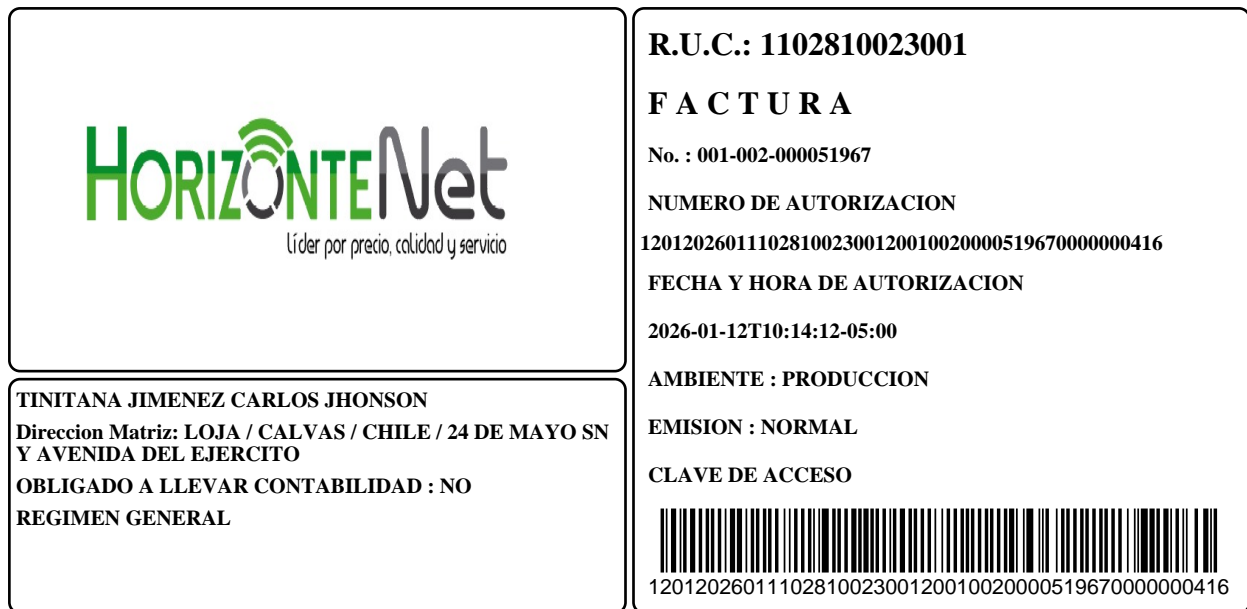 HORIZONTENet
líder por precio, calidad y servicio
TINITANA JIMENEZ CARLOS JHONSON
Direccion Matriz: LOJA / CALVAS / CHILE / 24 DE MAYO SN
Y AVENIDA DEL EJERCITO
OBLIGADO A LLEVAR CONTABILIDAD : NO
REGIMEN GENERAL
R.U.C.: 1102810023001
F A C T U R A
No. : 001-002-000051967
NUMERO DE AUTORIZACION
1201202601110281002300120010020000519670000000416
FECHA Y HORA DE AUTORIZACION
2026-01-12T10:14:12-05:00
AMBIENTE : PRODUCCION
EMISION : NORMAL
CLAVE DE ACCESO
1201202601110281002300120010020000519670000000416